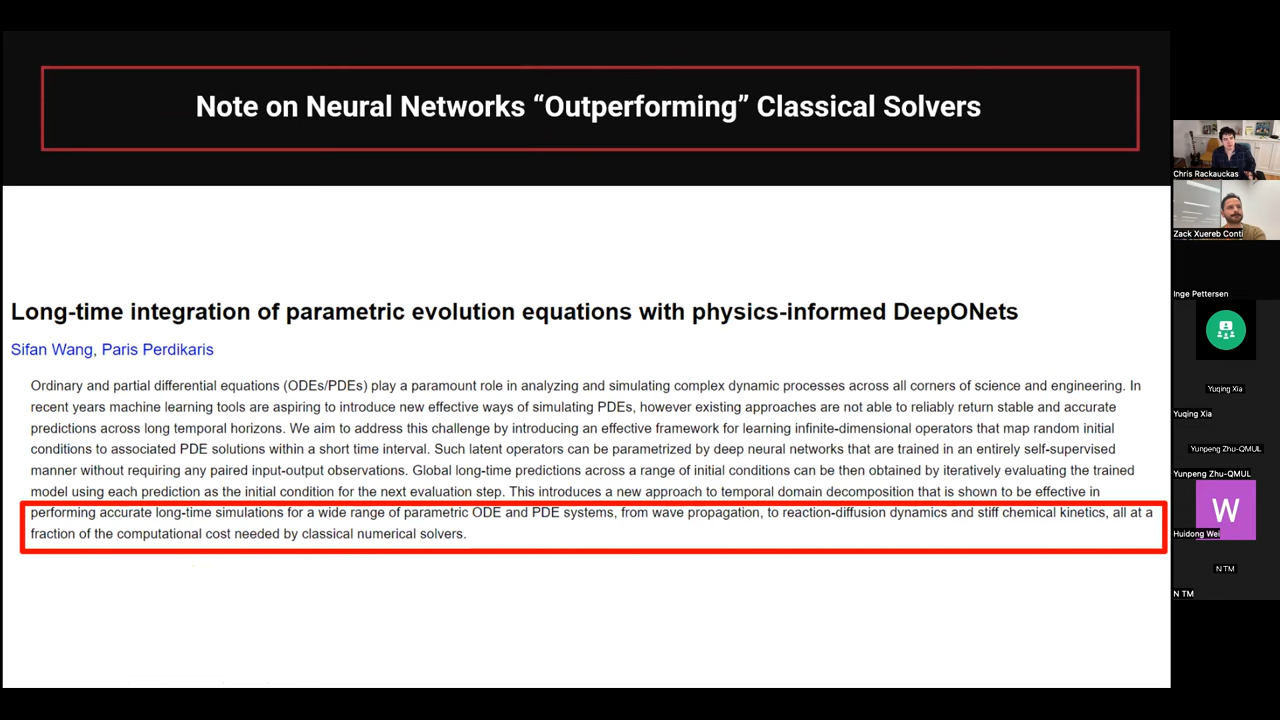 Note on Neural Networks “Outperforming” Classical Solvers
Long-time integration of parametric evolution equations with physics-informed DeepONets
Sifan Wang, Paris Perdikaris
Ordinary and partial differential equations (ODEs/PDEs) play a paramount role in analyzing and simulating complex dynamic processes across all corners of science and engineering. In
recent years machine learning tools are aspiring to introduce new effective ways of simulating PDEs, however existing approaches are not able to reliably return stable and accurate
predictions across long temporal horizons. We aim to address this challenge by introducing an effective framework for learning infinite-dimensional operators that map random initial
conditions to associated PDE solutions within a short time interval. Such latent operators can be parametrized by deep neural networks that are trained in an entirely self-supervised
manner without requiring any paired input-output observations. Global long-time predictions across a range of initial conditions can be then obtained by iteratively evaluating the trained
model using each prediction as the initial condition for the next evaluation step. This introduces a new approach to temporal domain decomposition that is shown to be effective in
performing accurate long-time simulations for a wide range of parametric ODE and PDE systems, from wave propagation, to reaction-diffusion dynamics and stiff chemical kinetics, all at a
fraction of the computational cost needed by classical numerical solvers.
Chris Rackauckas
Zack Xuereb Conti
Inge Pettersen
Yuqing Xia
Yuqing Xia
Yunpeng Zhu-QMUL
Yunpeng Zhu-QMUL
W
Huidong Wei
N TM
N TM